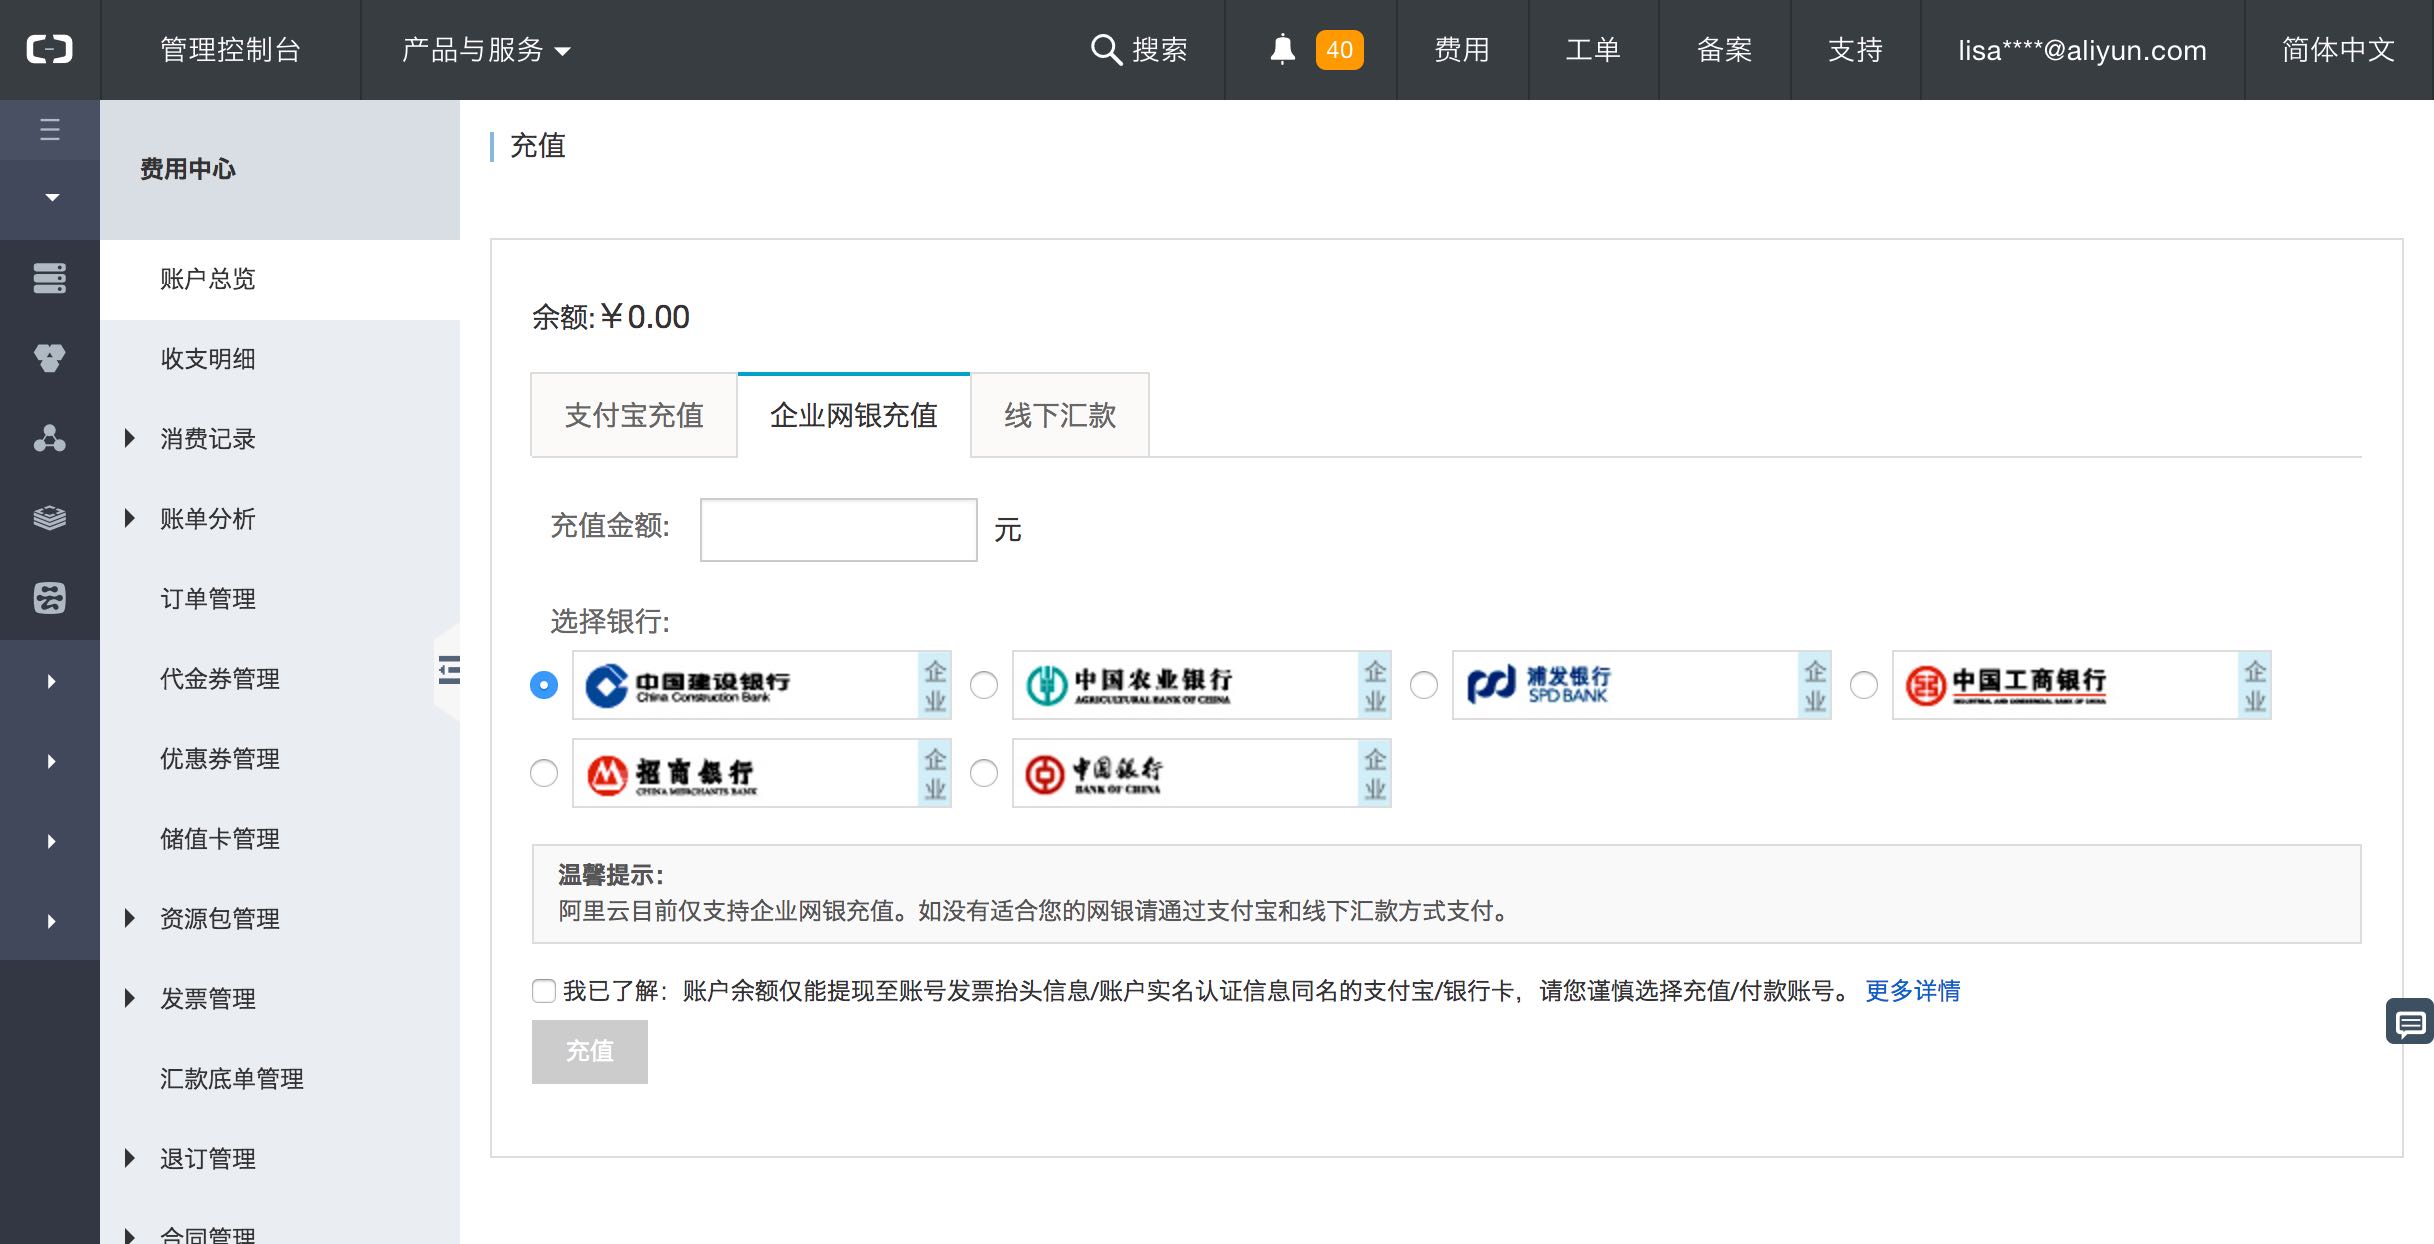 管理控制台
产品与服务
搜索
40
费用
工单
备案
支持
lisa****@aliyun.com
简体中文
费用中心
账户总览
收支明细
消费记录
账单分析
订单管理
代金券管理
优惠券管理
储值卡管理
资源包管理
发票管理
汇款底单管理
退订管理
合同管理
充值
余额:￥0.00
支付宝充值
企业网银充值
线下汇款
充值金额:
元
选择银行:
中国建设银行
China Construction Bank
企业
中国农业银行
AGRICULTURAL BANK OF CHINA
企业
浦发银行
SPD BANK
企业
中国工商银行
INDUSTRIAL AND COMMERCIAL BANK OF CHINA
企业
招商银行
CHINA MERCHANTS BANK
企业
中国银行
BANK OF CHINA
企业
温馨提示：
阿里云目前仅支持企业网银充值。如没有适合您的网银请通过支付宝和线下汇款方式支付。
我已了解：账户余额仅能提现至账号发票抬头信息/账户实名认证信息同名的支付宝/银行卡，请您谨慎选择充值/付款账号。 更多详情
充值